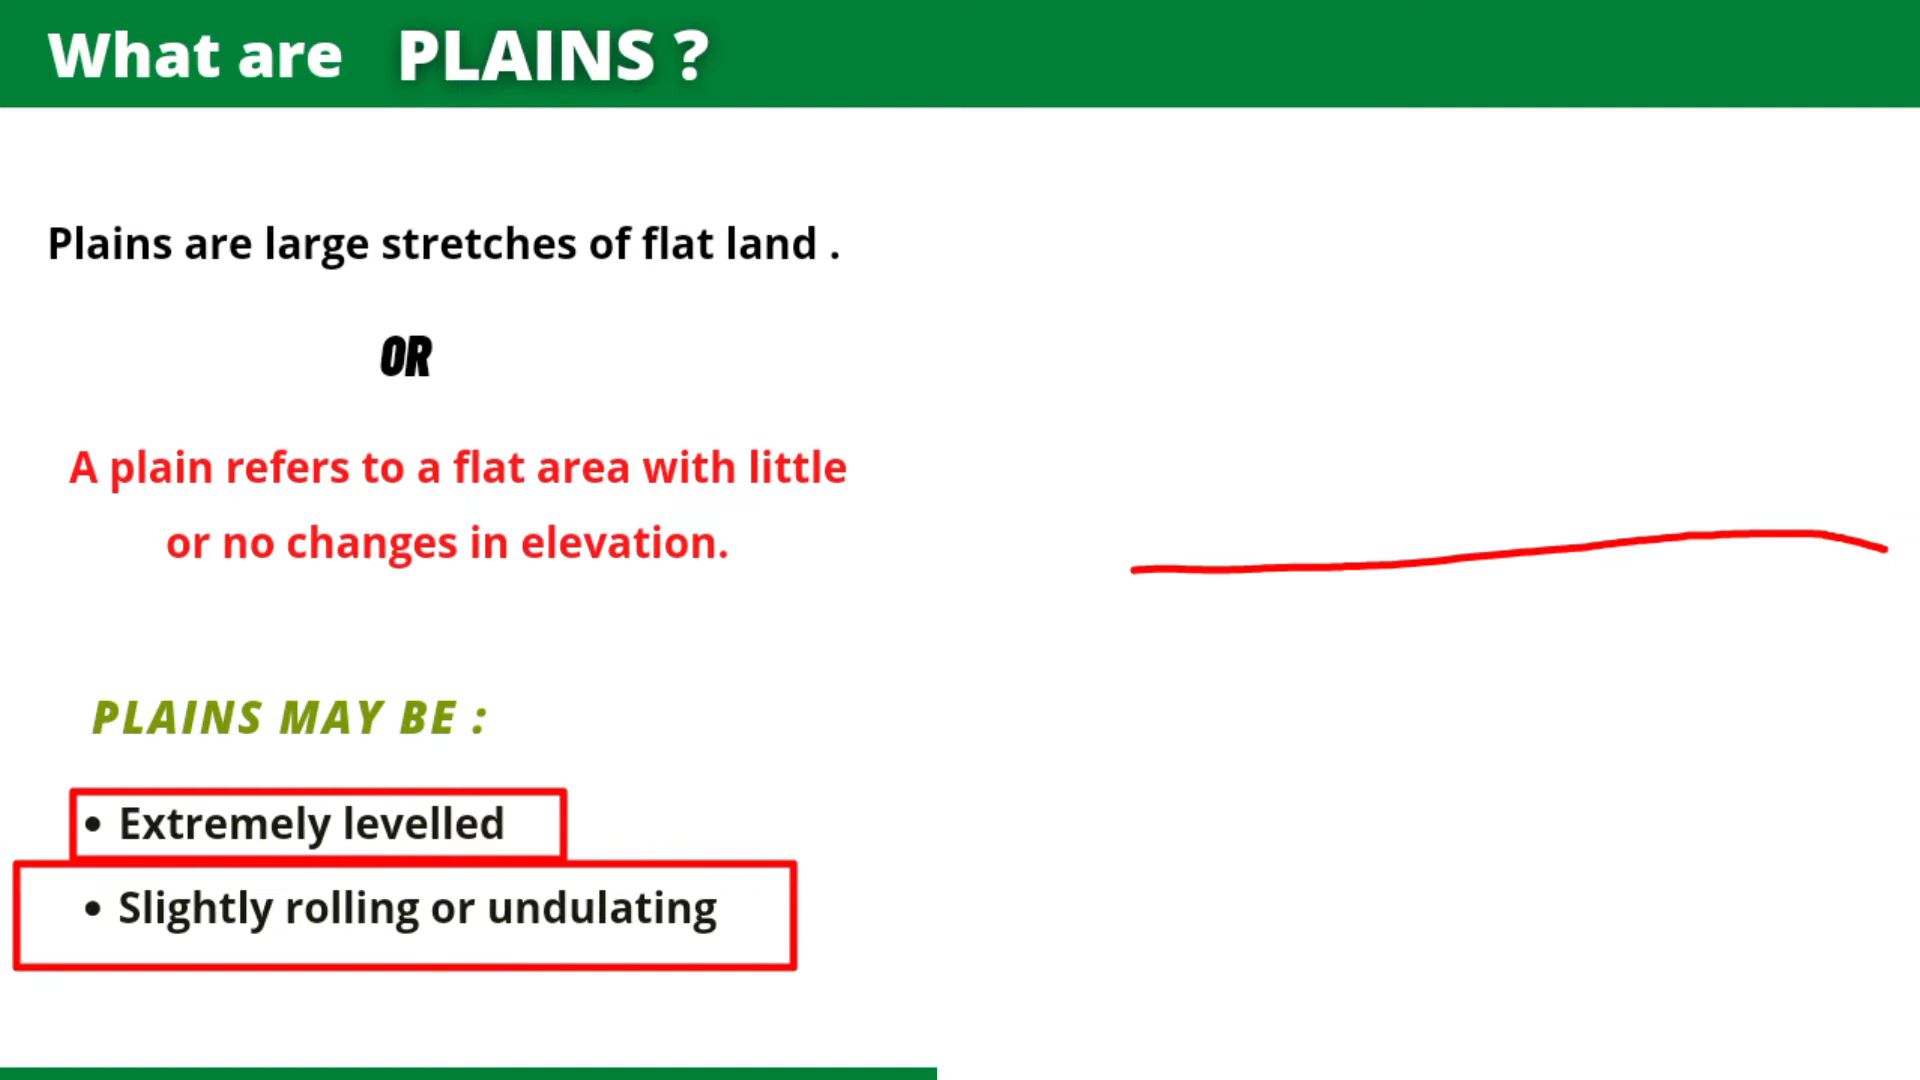 What are PLAINS ?
Plains are large stretches of flat land .
OR
A plain refers to a flat area with little
or no changes in elevation.
PLAINS MAY BE :
• Extremely levelled
• Slightly rolling or undulating